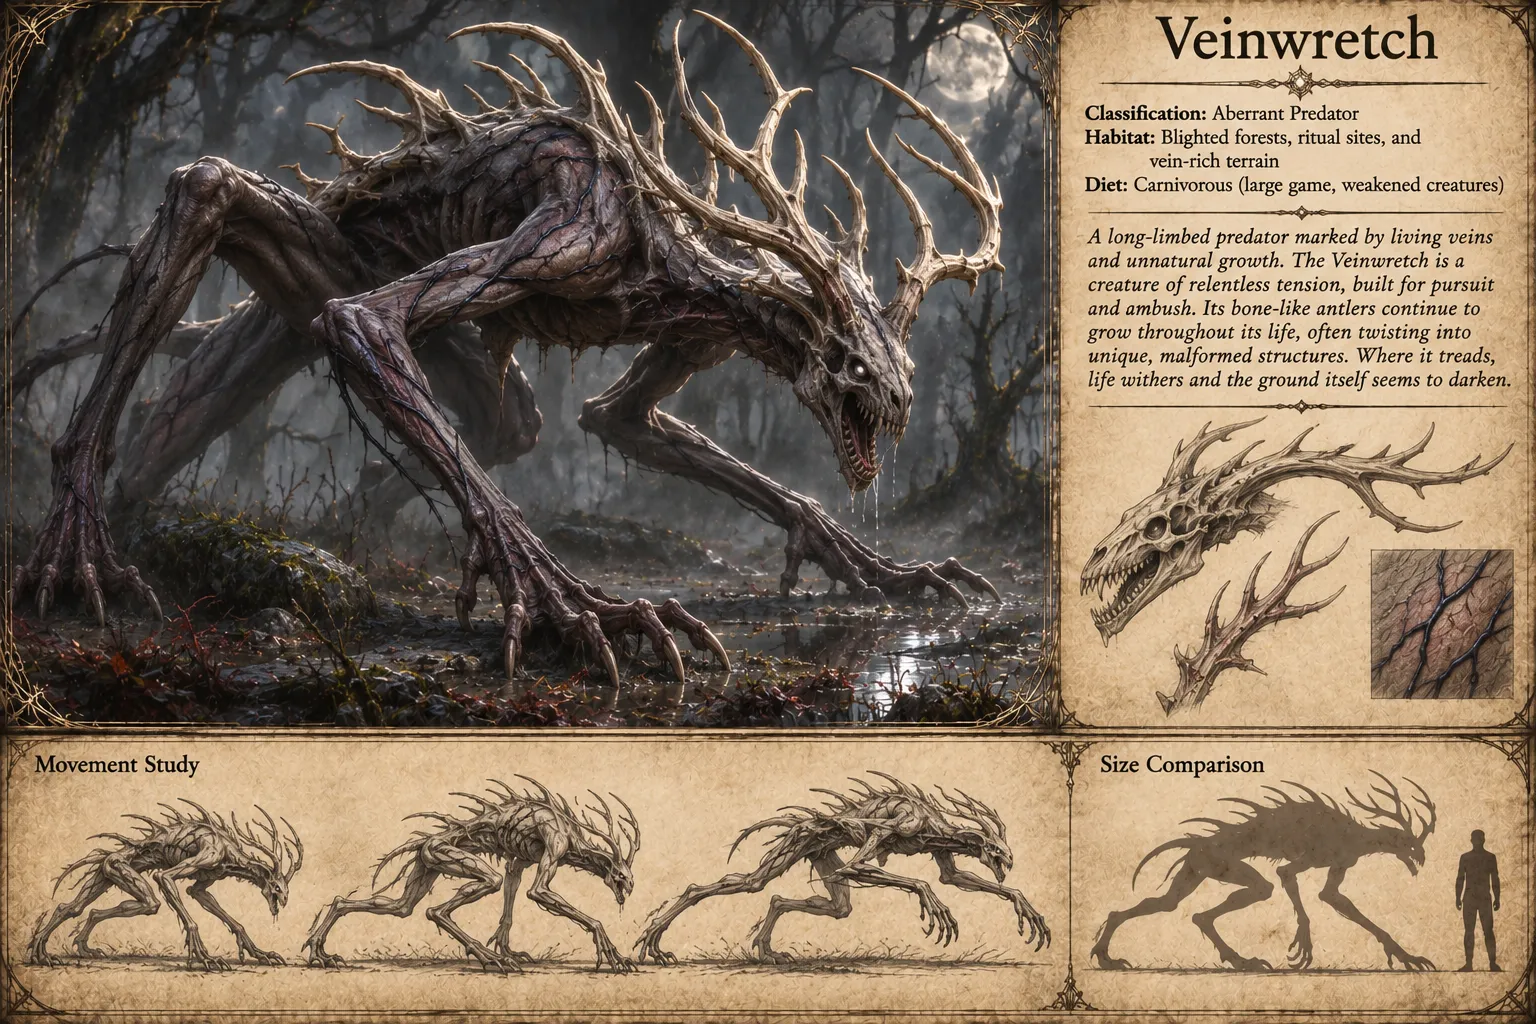 Veinwretch
Classification: Aberrant Predator
Habitat: Blighted forests, ritual sites, and
vein-rich terrain
Diet: Carnivorous (large game, weakened creatures)
A long-limbed predator marked by living veins
and unnatural growth. The Veinwretch is a
creature of relentless tension, built for pursuit
and ambush. Its bone-like antlers continue to
grow throughout its life, often twisting into
unique, malformed structures. Where it treads,
life withers and the ground itself seems to darken.
Movement Study
Size Comparison